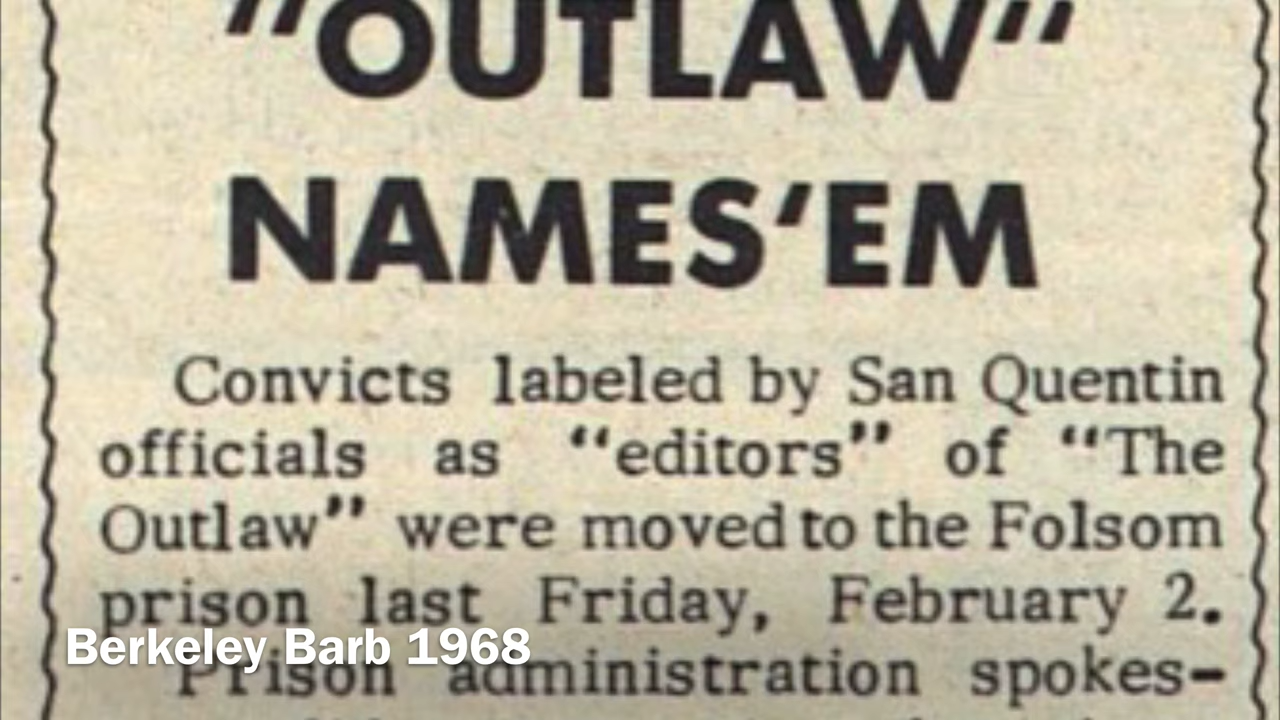 "OUTLAW"
NAMES'EM
Convicts labeled by San Quentin
officials as “editors” of “The
Outlaw” were moved to the Folsom
prison last Friday, February 2.
Berkeley Barb 1968
Prison administration spokes-